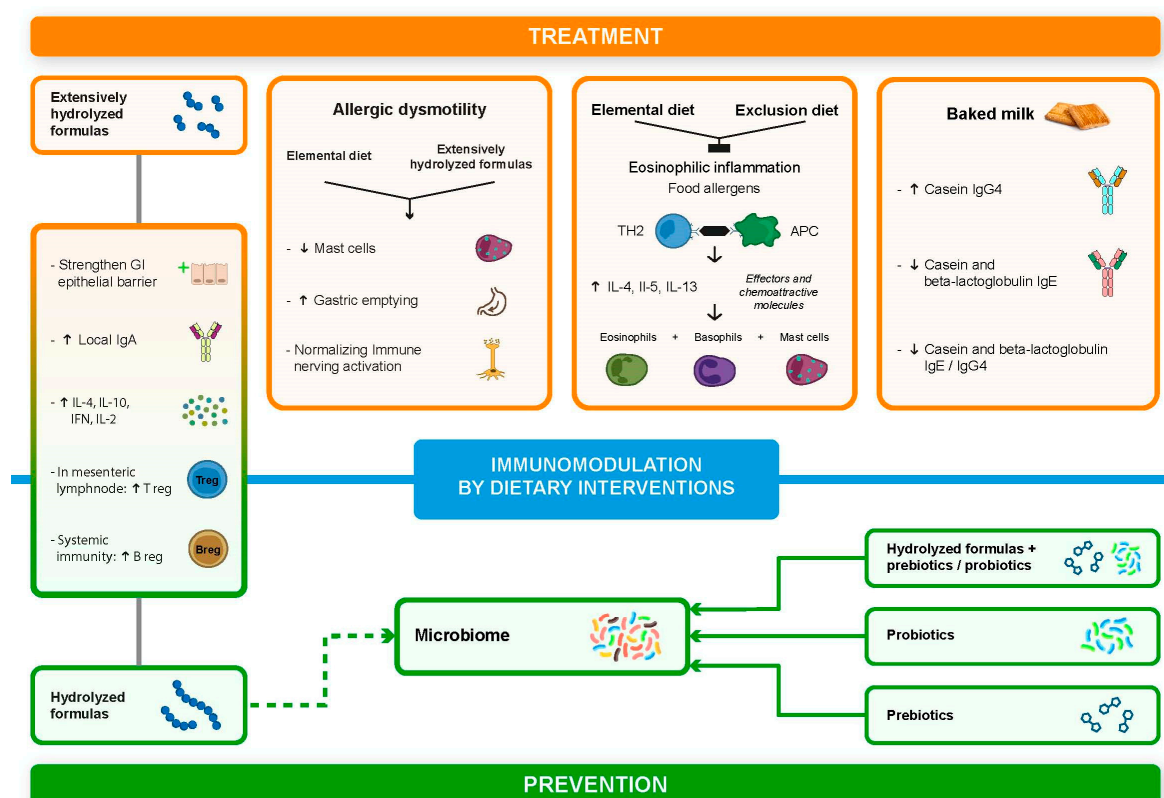 TREATMENT
Extensively
hydrolyzed
formulas
- Strengthen GI
epithelial barrier
+
- ↑ Local IgA
- ↑ IL-4, IL-10,
IFN, IL-2
- In mesenteric
lymphnode: ↑ T reg
Treg
- Systemic
immunity: ↑ B reg
Breg
Allergic dysmotility
Elemental diet
Extensively
hydrolyzed formulas
- ↓ Mast cells
- ↑ Gastric emptying
- Normalizing Immune
nerving activation
Elemental diet
Exclusion diet
Eosinophilic inflammation
Food allergens
TH2
APC
↑ IL-4, Il-5, IL-13
Effectors and
chemoattractive
molecules
Eosinophils + Basophils + Mast cells
Baked milk
- ↑ Casein IgG4
- ↓ Casein and
beta-lactoglobulin IgE
- ↓ Casein and beta-lactoglobulin
IgE / IgG4
IMMUNOMODULATION
BY DIETARY INTERVENTIONS
Hydrolyzed formulas +
prebiotics / probiotics
Microbiome
Probiotics
Hydrolyzed
formulas
Prebiotics
PREVENTION